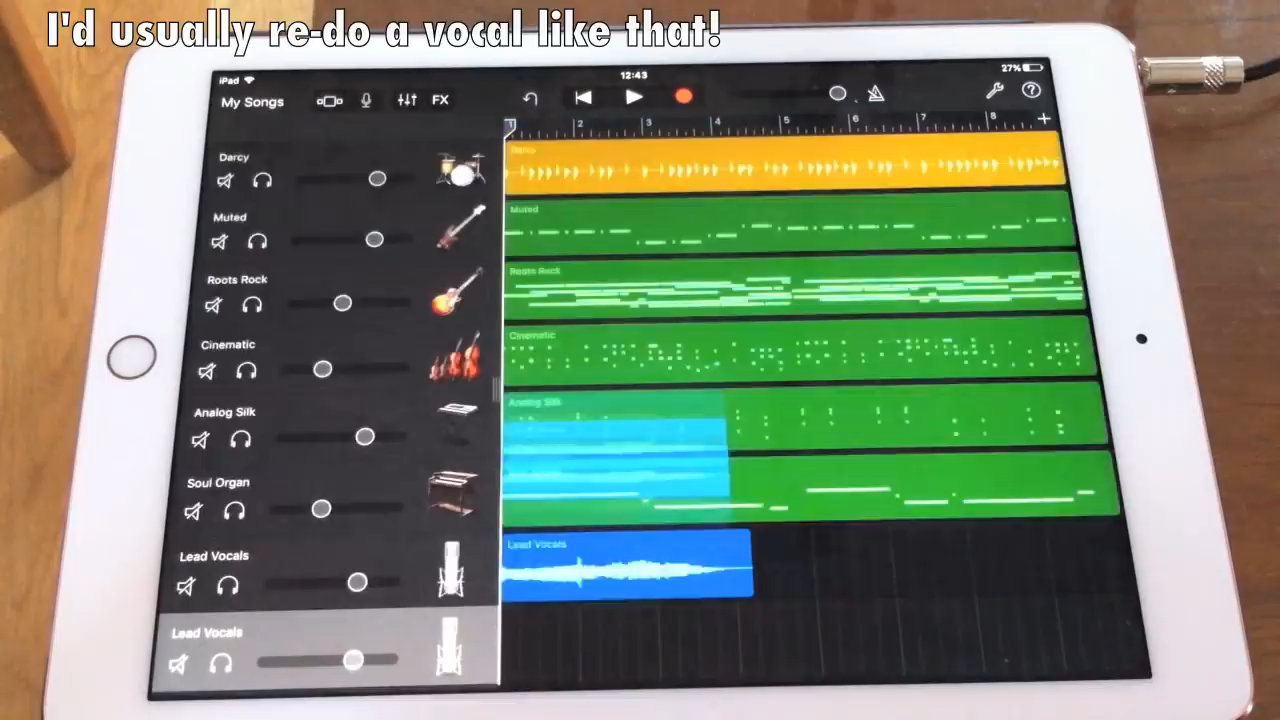 I'd usually re-do a vocal like that!
iPad 12:43 27%
My Songs FX
1 2 3 4 5 6 7 8 +
Darcy
Darcy
Muted
Muted
Roots Rock
Roots Rock
Cinematic
Cinematic
Analog Silk
Analog Silk
Soul Organ
Lead Vocals
Lead Vocals
Lead Vocals